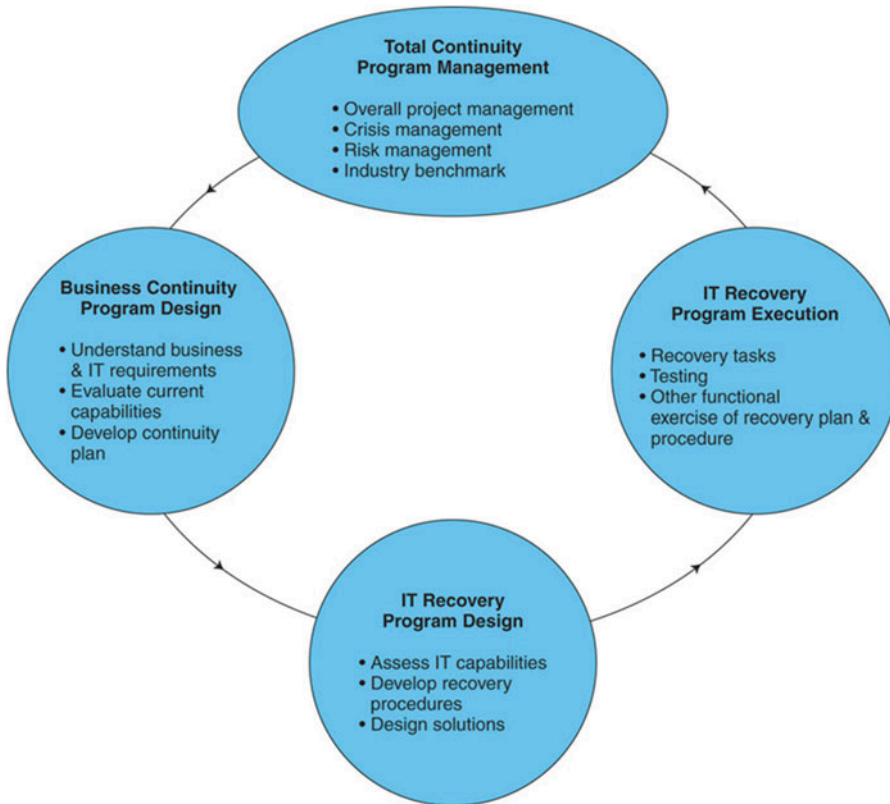 Total Continuity
Program Management
• Overall project management
• Crisis management
• Risk management
• Industry benchmark
Business Continuity
Program Design
• Understand business
& IT requirements
• Evaluate current
capabilities
• Develop continuity
plan
IT Recovery
Program Execution
• Recovery tasks
• Testing
• Other functional
exercise of recovery plan &
procedure
IT Recovery
Program Design
• Assess IT capabilities
• Develop recovery
procedures
• Design solutions